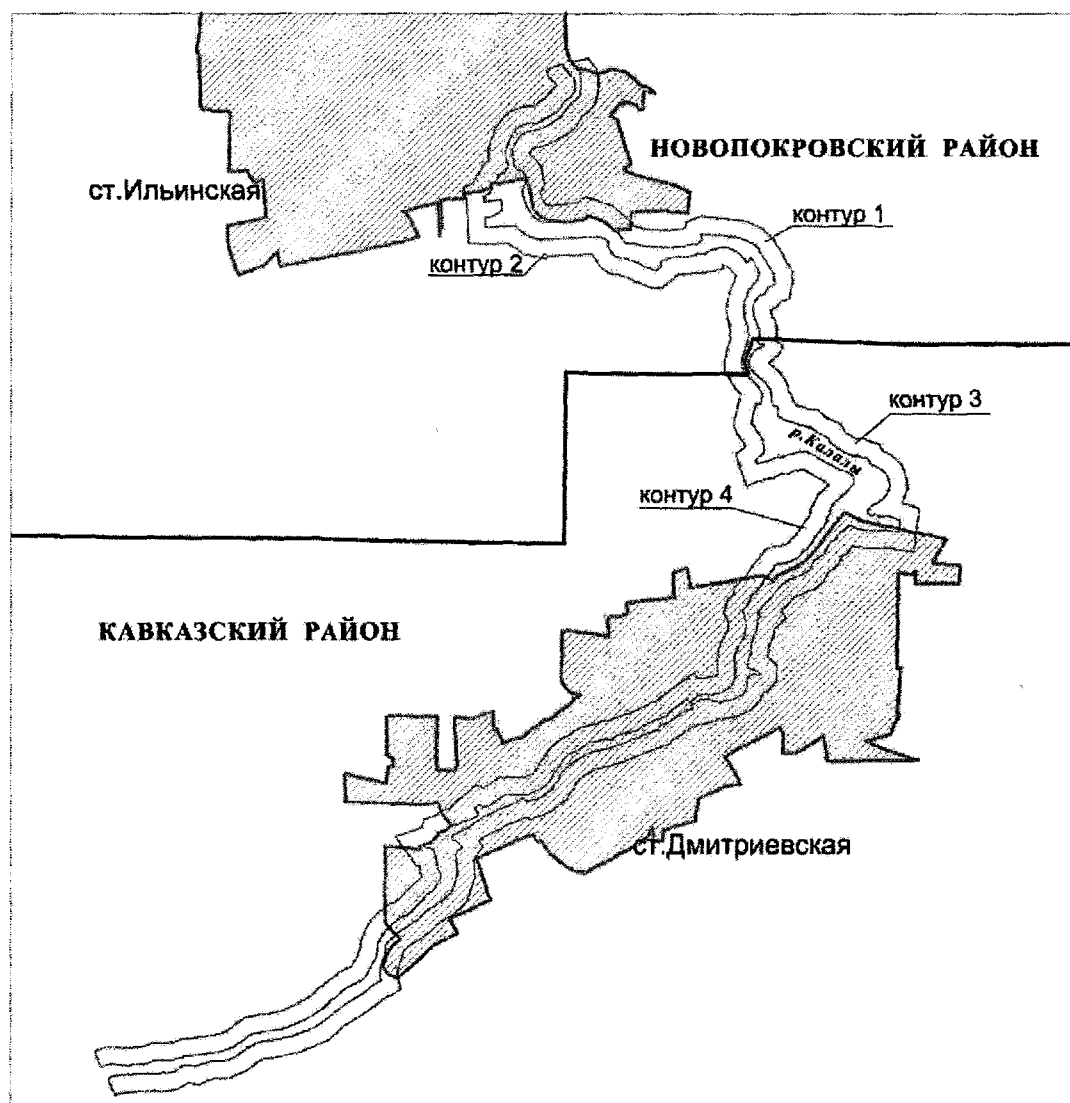 НОВОПОКРОВСКИЙ РАЙОН
ст.Ильинская
контур 1
контур 2
контур 3
р.Калалы
контур 4
КАВКАЗСКИЙ РАЙОН
ст.Дмитриевская